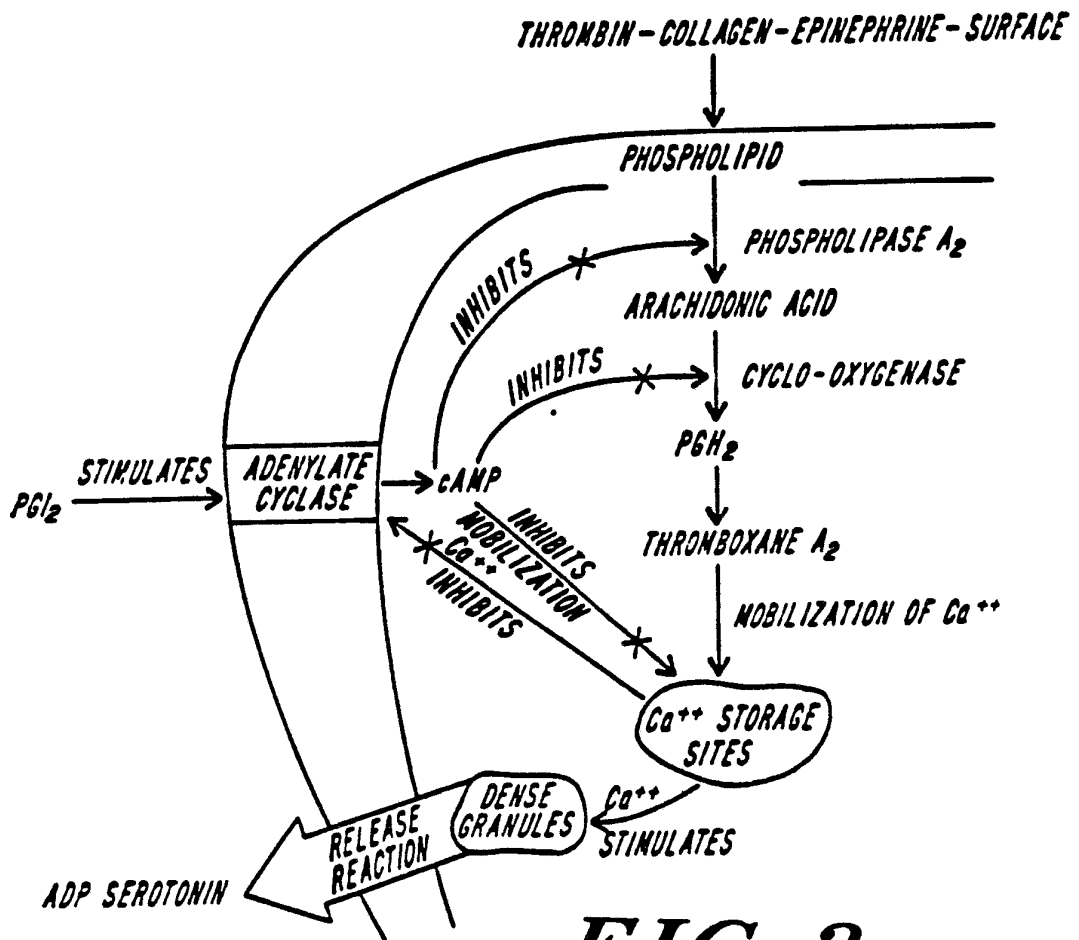 THROMBIN-COLLAGEN-EPINEPHRINE-SURFACE
PHOSPHOLIPID
PHOSPHOLIPASE A2
INHIBITS
ARACHIDONIC ACID
INHIBITS
CYCLO-OXYGENASE
PGH2
STIMULATES
PGI2
ADENYLATE
CYCLASE
cAMP
INHIBITS
MOBILIZATION
Ca++
INHIBITS
THROMBOXANE A2
MOBILIZATION OF Ca++
Ca++ STORAGE
SITES
Ca++
STIMULATES
DENSE
GRANULES
RELEASE
REACTION
ADP SEROTONIN